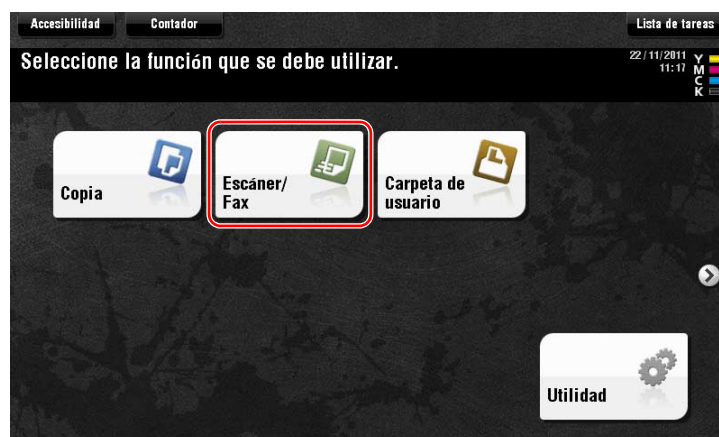 Accesibilidad
Contador
Lista de tareas
Seleccione la función que se debe utilizar.
22/11/2011
11:17
Y
M
C
K
Copia
Escáner/
Fax
Carpeta de
usuario
Utilidad